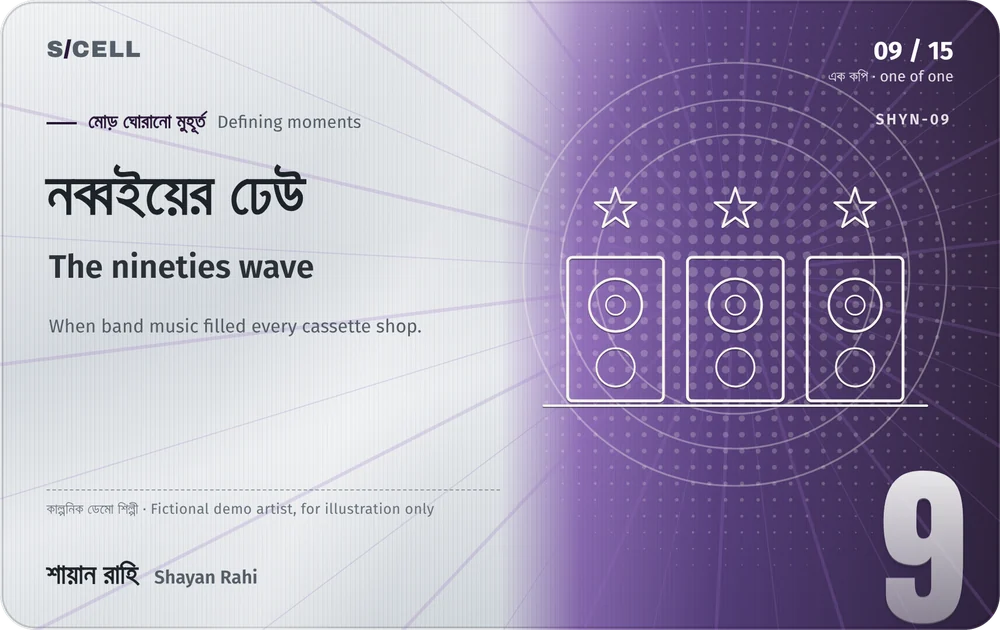 S/CELL
09 / 15
এক কপি · one of one
SHYN-09
মোড় ঘোরানো মুহূর্ত Defining moments
নব্বইয়ের ঢেউ
The nineties wave
When band music filled every cassette shop.
কাল্পনিক ডেমো শিল্পী · Fictional demo artist, for illustration only
শায়ান রাহি Shayan Rahi
9